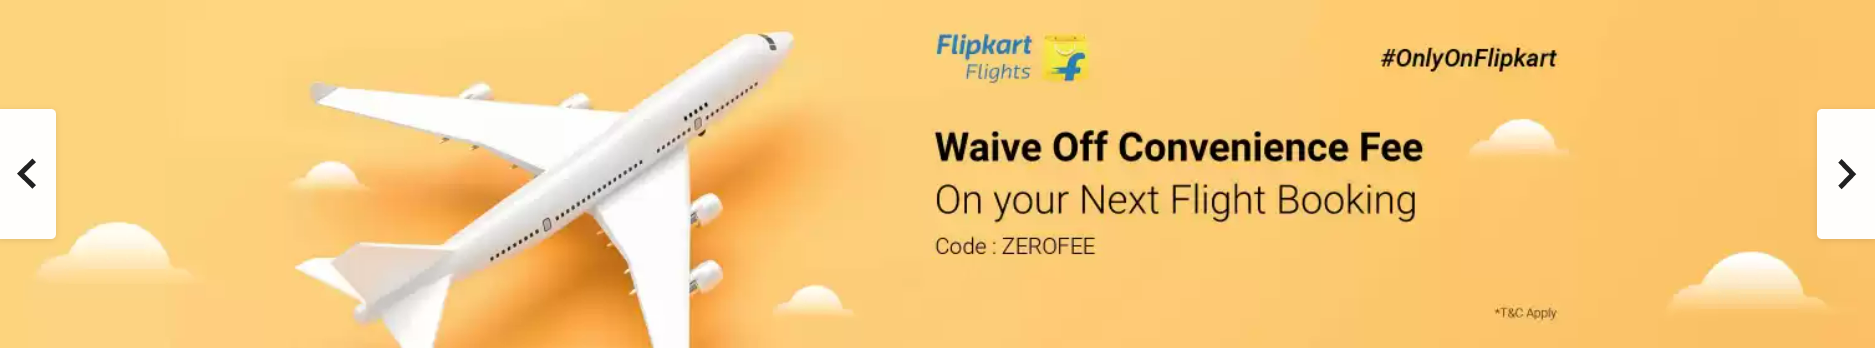 Flipkart
Flights
#OnlyOnFlipkart
Waive Off Convenience Fee
On your Next Flight Booking
Code : ZEROFEE
*T&C Apply